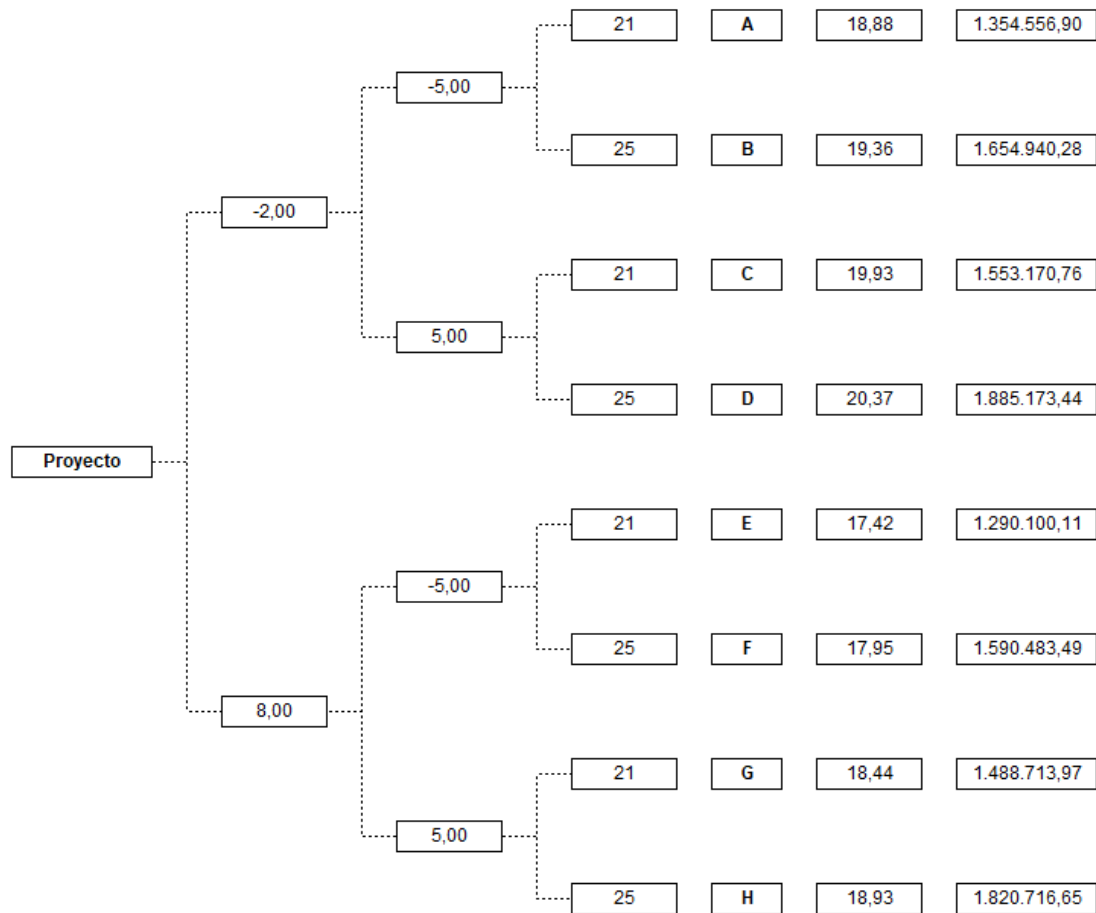 21 A 18,88 1.354.556,90
-5,00
25 B 19,36 1.654.940,28
-2,00
21 C 19,93 1.553.170,76
5,00
25 D 20,37 1.885.173,44
Proyecto
21 E 17,42 1.290.100,11
-5,00
25 F 17,95 1.590.483,49
8,00
21 G 18,44 1.488.713,97
5,00
25 H 18,93 1.820.716,65